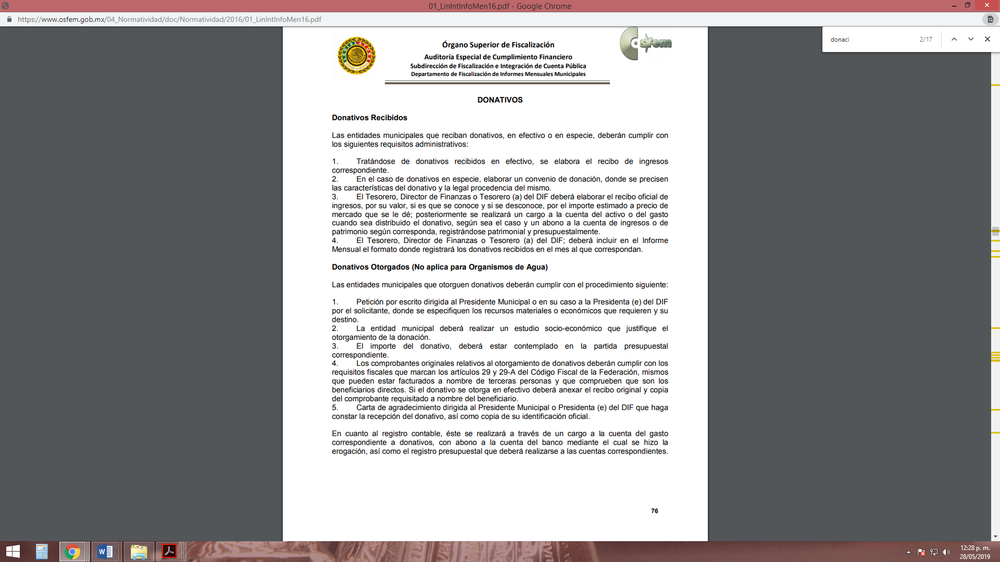 01_LinIntInfoMen16.pdf - Google Chrome
https://www.osfem.gob.mx/04_Normatividad/doc/Normatividad/2016/01_LinIntInfoMen16.pdf
donaci 2/17
Órgano Superior de Fiscalización
Auditoría Especial de Cumplimiento Financiero
Subdirección de Fiscalización e Integración de Cuenta Pública
Departamento de Fiscalización de Informes Mensuales Municipales
LEGISLATURA
ESTADO DE MÉXICO
osfem
DONATIVOS
Donativos Recibidos
Las entidades municipales que reciban donativos, en efectivo o en especie, deberán cumplir con
los siguientes requisitos administrativos:
1. Tratándose de donativos recibidos en efectivo, se elabora el recibo de ingresos
correspondiente.
2. En el caso de donativos en especie, elaborar un convenio de donación, donde se precisen
las características del donativo y la legal procedencia del mismo.
3. El Tesorero, Director de Finanzas o Tesorero (a) del DIF deberá elaborar el recibo oficial de
ingresos, por su valor, si es que se conoce y si se desconoce, por el importe estimado a precio de
mercado que se le dé; posteriormente se realizará un cargo a la cuenta del activo o del gasto
cuando sea distribuido el donativo, según sea el caso y un abono a la cuenta de ingresos o de
patrimonio según corresponda, registrándose patrimonial y presupuestalmente.
4. El Tesorero, Director de Finanzas o Tesorero (a) del DIF; deberá incluir en el Informe
Mensual el formato donde registrará los donativos recibidos en el mes al que correspondan.
Donativos Otorgados (No aplica para Organismos de Agua)
Las entidades municipales que otorguen donativos deberán cumplir con el procedimiento siguiente:
1. Petición por escrito dirigida al Presidente Municipal o en su caso a la Presidenta (e) del DIF
por el solicitante, donde se especifiquen los recursos materiales o económicos que requieren y su
destino.
2. La entidad municipal deberá realizar un estudio socio-económico que justifique el
otorgamiento de la donación.
3. El importe del donativo, deberá estar contemplado en la partida presupuestal
correspondiente.
4. Los comprobantes originales relativos al otorgamiento de donativos deberán cumplir con los
requisitos fiscales que marcan los artículos 29 y 29-A del Código Fiscal de la Federación, mismos
que pueden estar facturados a nombre de terceras personas y que comprueben que son los
beneficiarios directos. Si el donativo se otorga en efectivo deberá anexar el recibo original y copia
del comprobante requisitado a nombre del beneficiario.
5. Carta de agradecimiento dirigida al Presidente Municipal o Presidenta (e) del DIF que haga
constar la recepción del donativo, así como copia de su identificación oficial.
En cuanto al registro contable, éste se realizará a través de un cargo a la cuenta del gasto
correspondiente a donativos, con abono a la cuenta del banco mediante el cual se hizo la
erogación, así como el registro presupuestal que deberá realizarse a las cuentas correspondientes.
76
12:28 p. m.
28/05/2019